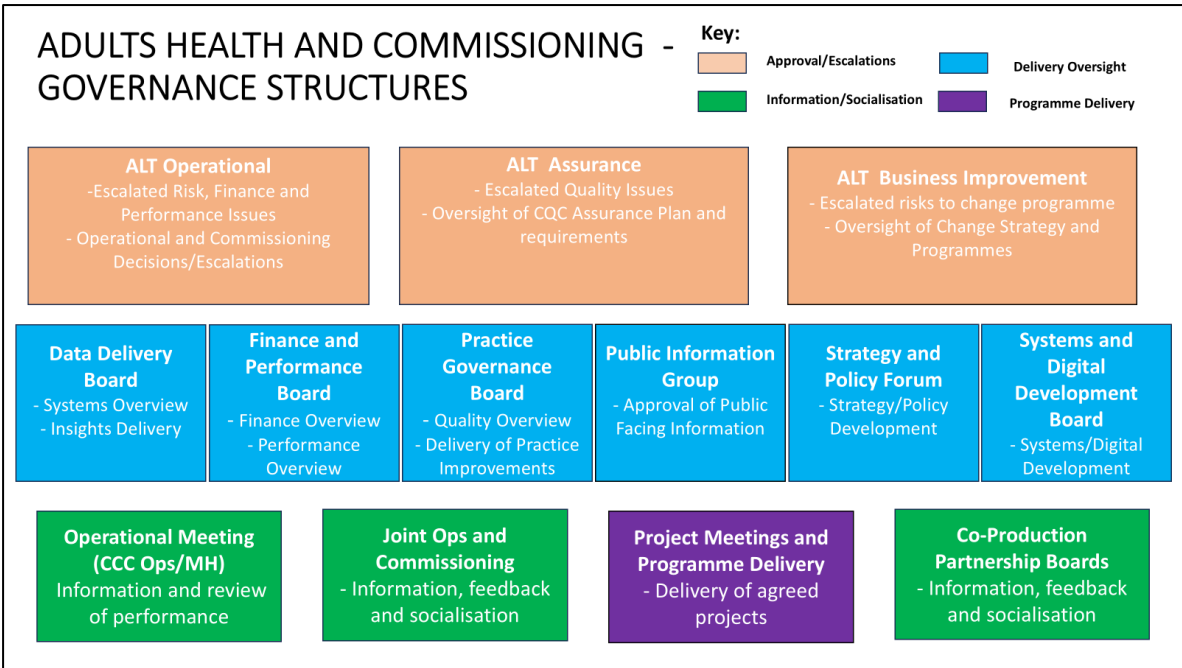 ADULTS HEALTH AND COMMISSIONING -
GOVERNANCE STRUCTURES
Key:
Approval/Escalations
Delivery Oversight
Information/Socialisation
Programme Delivery
ALT Operational
-Escalated Risk, Finance and
Performance Issues
- Operational and Commissioning
Decisions/Escalations
ALT Assurance
- Escalated Quality Issues
- Oversight of CQC Assurance Plan and
requirements
ALT Business Improvement
- Escalated risks to change programme
- Oversight of Change Strategy and
Programmes
Data Delivery
Board
- Systems Overview
- Insights Delivery
Finance and
Performance
Board
- Finance Overview
- Performance
Overview
Practice
Governance
Board
- Quality Overview
- Delivery of Practice
Improvements
Public Information
Group
- Approval of Public
Facing Information
Strategy and
Policy Forum
- Strategy/Policy
Development
Systems and
Digital
Development
Board
- Systems/Digital
Development
Operational Meeting
(CCC Ops/MH)
Information and review
of performance
Joint Ops and
Commissioning
- Information, feedback
and socialisation
Project Meetings and
Programme Delivery
- Delivery of agreed
projects
Co-Production
Partnership Boards
- Information, feedback
and socialisation